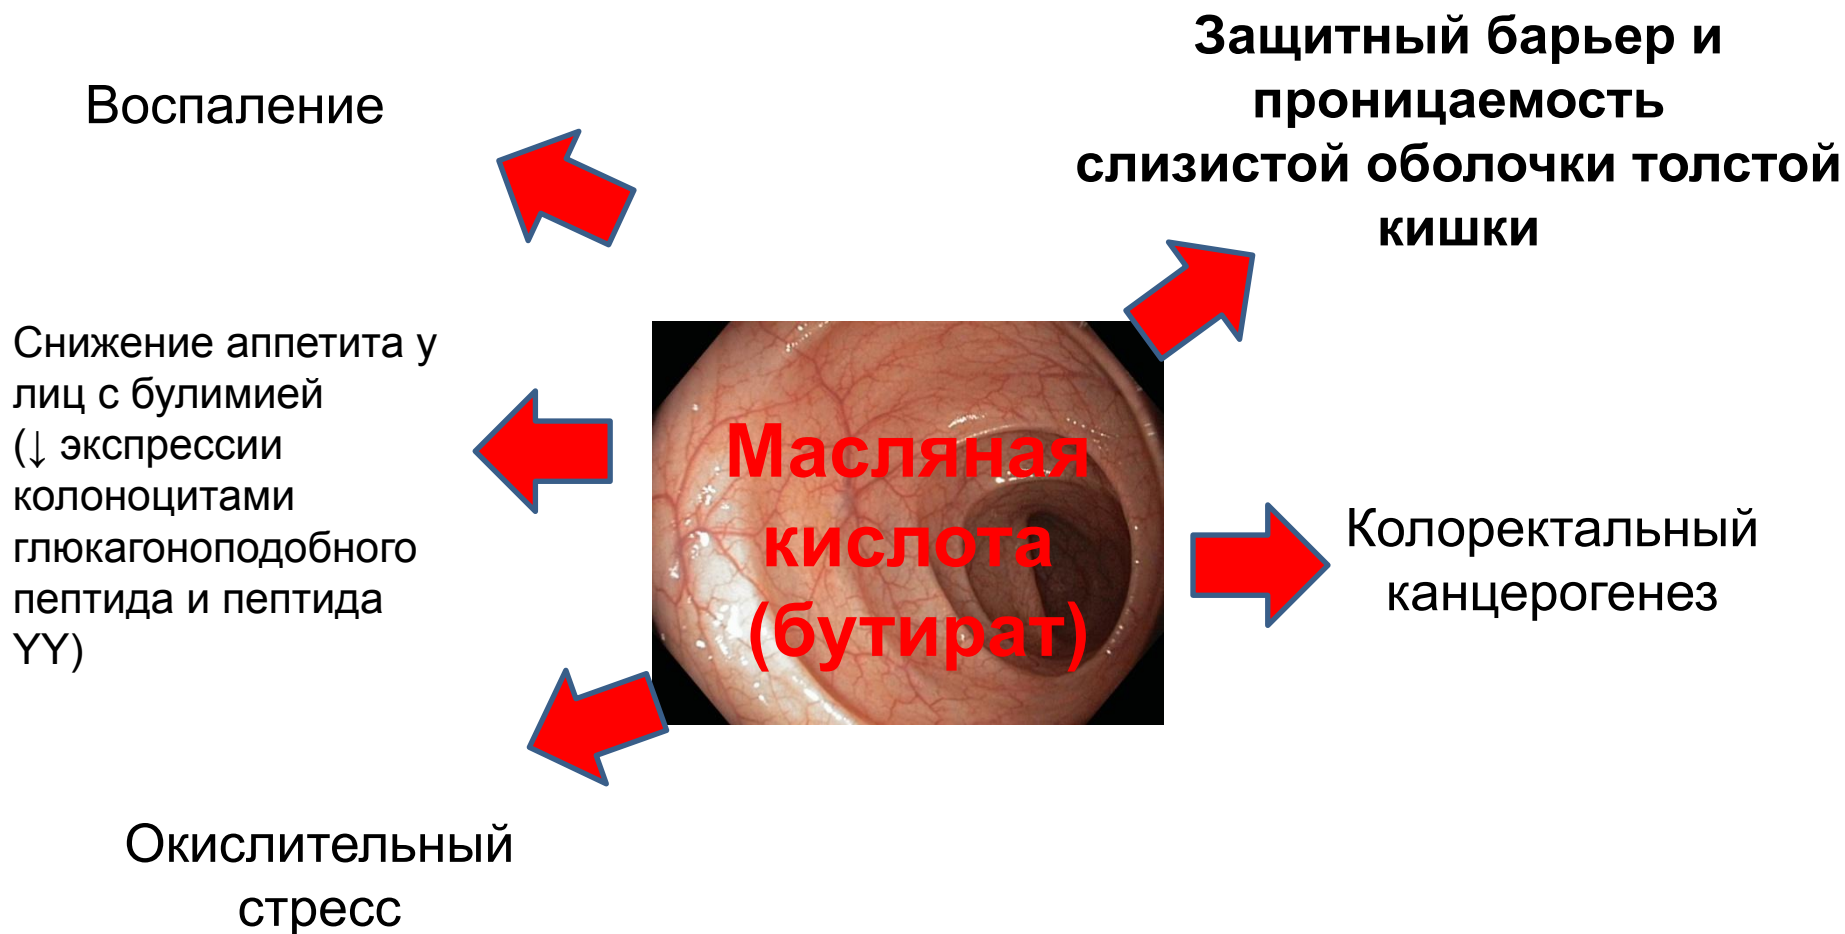 Воспаление
Защитный барьер и
проницаемость
слизистой оболочки толстой
кишки
Снижение аппетита у
лиц с булимией
(↓ экспрессии
колоноцитами
глюкагоноподобного
пептида и пептида
YY)
Масляная
кислота
(бутират)
Колоректальный
канцерогенез
Окислительный
стресс